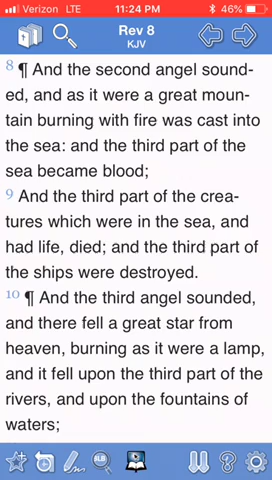 Verizon LTE 11:24 PM 46%
Rev 8
KJV
8 ¶ And the second angel sound-
ed, and as it were a great moun-
tain burning with fire was cast into
the sea: and the third part of the
sea became blood;
9 And the third part of the crea-
tures which were in the sea, and
had life, died; and the third part of
the ships were destroyed.
10 ¶ And the third angel sounded,
and there fell a great star from
heaven, burning as it were a lamp,
and it fell upon the third part of the
rivers, and upon the fountains of
waters;
BLB